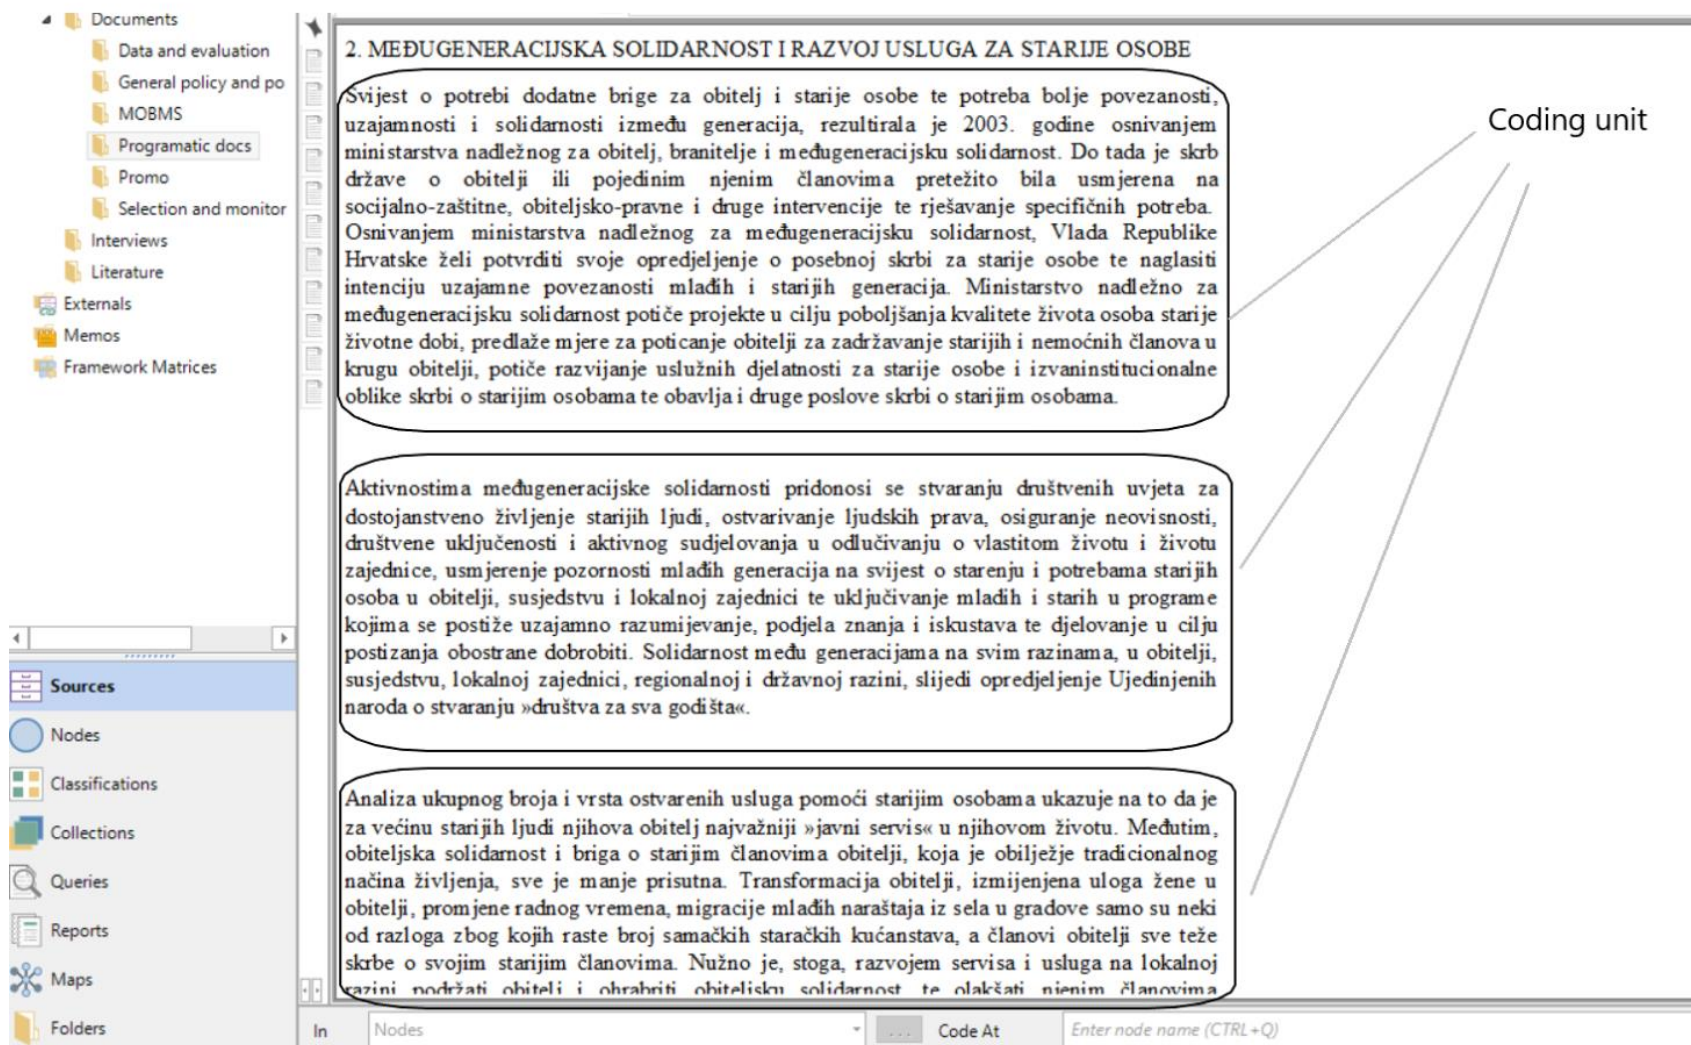 Documents
Data and evaluation
General policy and po
MOBMS
Programatic docs
Promo
Selection and monitor
Interviews
Literature
Externals
Memos
Framework Matrices
Sources
Nodes
Classifications
Collections
Queries
Reports
Maps
Folders
2. MEĐUGENERACIJSKA SOLIDARNOST I RAZVOJ USLUGA ZA STARIJE OSOBE
Svijest o potrebi dodatne brige za obitelj i starije osobe te potreba bolje povezanosti,
uzajamnosti i solidarnosti između generacija, rezultirala je 2003. godine osnivanjem
ministarstva nadležnog za obitelj, branitelje i međugeneracijsku solidarnost. Do tada je skrb
države o obitelji ili pojedinim njenim članovima pretežito bila usmjerena na
socijalno-zaštitne, obiteljsko-pravne i druge intervencije te rješavanje specifičnih potreba.
Osnivanjem ministarstva nadležnog za međugeneracijsku solidarnost, Vlada Republike
Hrvatske želi potvrditi svoje opredjeljenje o posebnoj skrbi za starije osobe te naglasiti
intenciju uzajamne povezanosti mlađih i starijih generacija. Ministarstvo nadležno za
međugeneracijsku solidarnost potiče projekte u cilju poboljšanja kvalitete života osoba starije
životne dobi, predlaže mjere za poticanje obitelji za zadržavanje starijih i nemoćnih članova u
krugu obitelji, potiče razvijanje uslužnih djelatnosti za starije osobe i izvaninstitucionalne
oblike skrbi o starijim osobama te obavlja i druge poslove skrbi o starijim osobama.
Aktivnostima međugeneracijske solidarnosti pridonosi se stvaranju društvenih uvjeta za
dostojanstveno življenje starijih ljudi, ostvarivanje ljudskih prava, osiguranje neovisnosti,
društvene uključenosti i aktivnog sudjelovanja u odlučivanju o vlastitom životu i životu
zajednice, usmjerenje pozornosti mlađih generacija na svijest o starenju i potrebama starijih
osoba u obitelji, susjedstvu i lokalnoj zajednici te uključivanje mladih i starih u programe
kojima se postiže uzajamno razumijevanje, podjela znanja i iskustava te djelovanje u cilju
postizanja obostrane dobrobiti. Solidarnost među generacijama na svim razinama, u obitelji,
susjedstvu, lokalnoj zajednici, regionalnoj i državnoj razini, slijedi opredjeljenje Ujedinjenih
naroda o stvaranju »društva za sva godišta«.
Analiza ukupnog broja i vrsta ostvarenih usluga pomoći starijim osobama ukazuje na to da je
za većinu starijih ljudi njihova obitelj najvažniji »javni servis« u njihovom životu. Međutim,
obiteljska solidarnost i briga o starijim članovima obitelji, koja je obilježje tradicionalnog
načina življenja, sve je manje prisutna. Transformacija obitelji, izmijenjena uloga žene u
obitelji, promjene radnog vremena, migracije mlađih naraštaja iz sela u gradove samo su neki
od razloga zbog kojih raste broj samačkih staračkih kućanstava, a članovi obitelji sve teže
skrbe o svojim starijim članovima. Nužno je, stoga, razvojem servisa i usluga na lokalnoj
razini podržati obitelj i ohrabriti obiteljsku solidarnost te olakšati njenim članovima
Coding unit
In
Nodes
...
Code At
Enter node name (CTRL+Q)